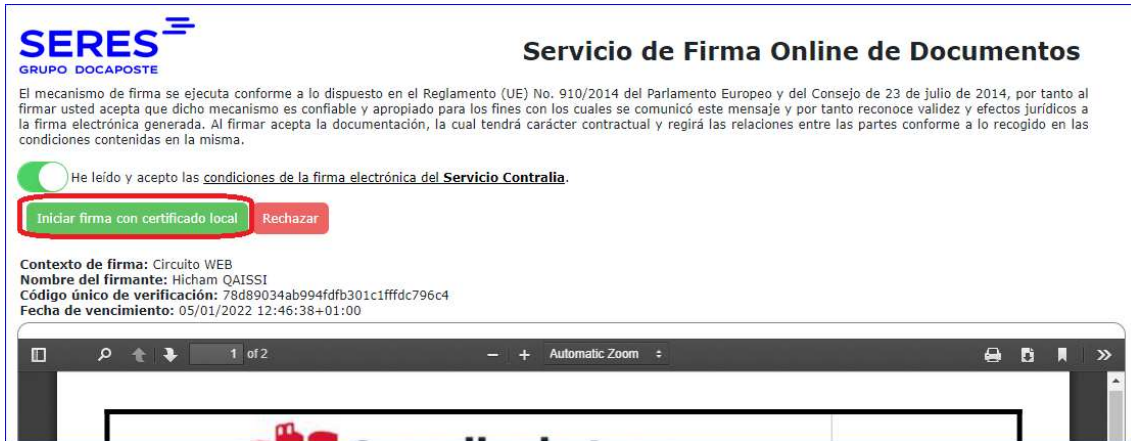 SERES
GRUPO DOCAPOSTE
Servicio de Firma Online de Documentos
El mecanismo de firma se ejecuta conforme a lo dispuesto en el Reglamento (UE) No. 910/2014 del Parlamento Europeo y del Consejo de 23 de julio de 2014, por tanto al
firmar usted acepta que dicho mecanismo es confiable y apropiado para los fines con los cuales se comunicó este mensaje y por tanto reconoce validez y efectos jurídicos a
la firma electrónica generada. Al firmar acepta la documentación, la cual tendrá carácter contractual y regirá las relaciones entre las partes conforme a lo recogido en las
condiciones contenidas en la misma.
He leído y acepto las condiciones de la firma electrónica del Servicio Contralia.
Iniciar firma con certificado local Rechazar
Contexto de firma: Circuito WEB
Nombre del firmante: Hicham QAISSI
Código único de verificación: 78d89034ab994fdfb301c1fffdc796c4
Fecha de vencimiento: 05/01/2022 12:46:38+01:00
1 of 2 Automatic Zoom